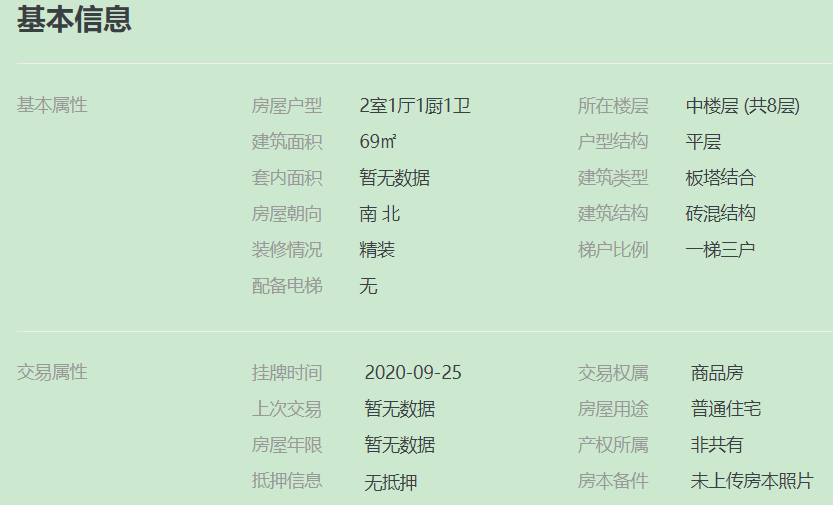 基本信息
基本属性 房屋户型 2室1厅1厨1卫 所在楼层 中楼层 (共8层)
建筑面积 69㎡ 户型结构 平层
套内面积 暂无数据 建筑类型 板塔结合
房屋朝向 南 北 建筑结构 砖混结构
装修情况 精装 梯户比例 一梯三户
配备电梯 无
交易属性 挂牌时间 2020-09-25 交易权属 商品房
上次交易 暂无数据 房屋用途 普通住宅
房屋年限 暂无数据 产权所属 非共有
抵押信息 无抵押 房本备件 未上传房本照片